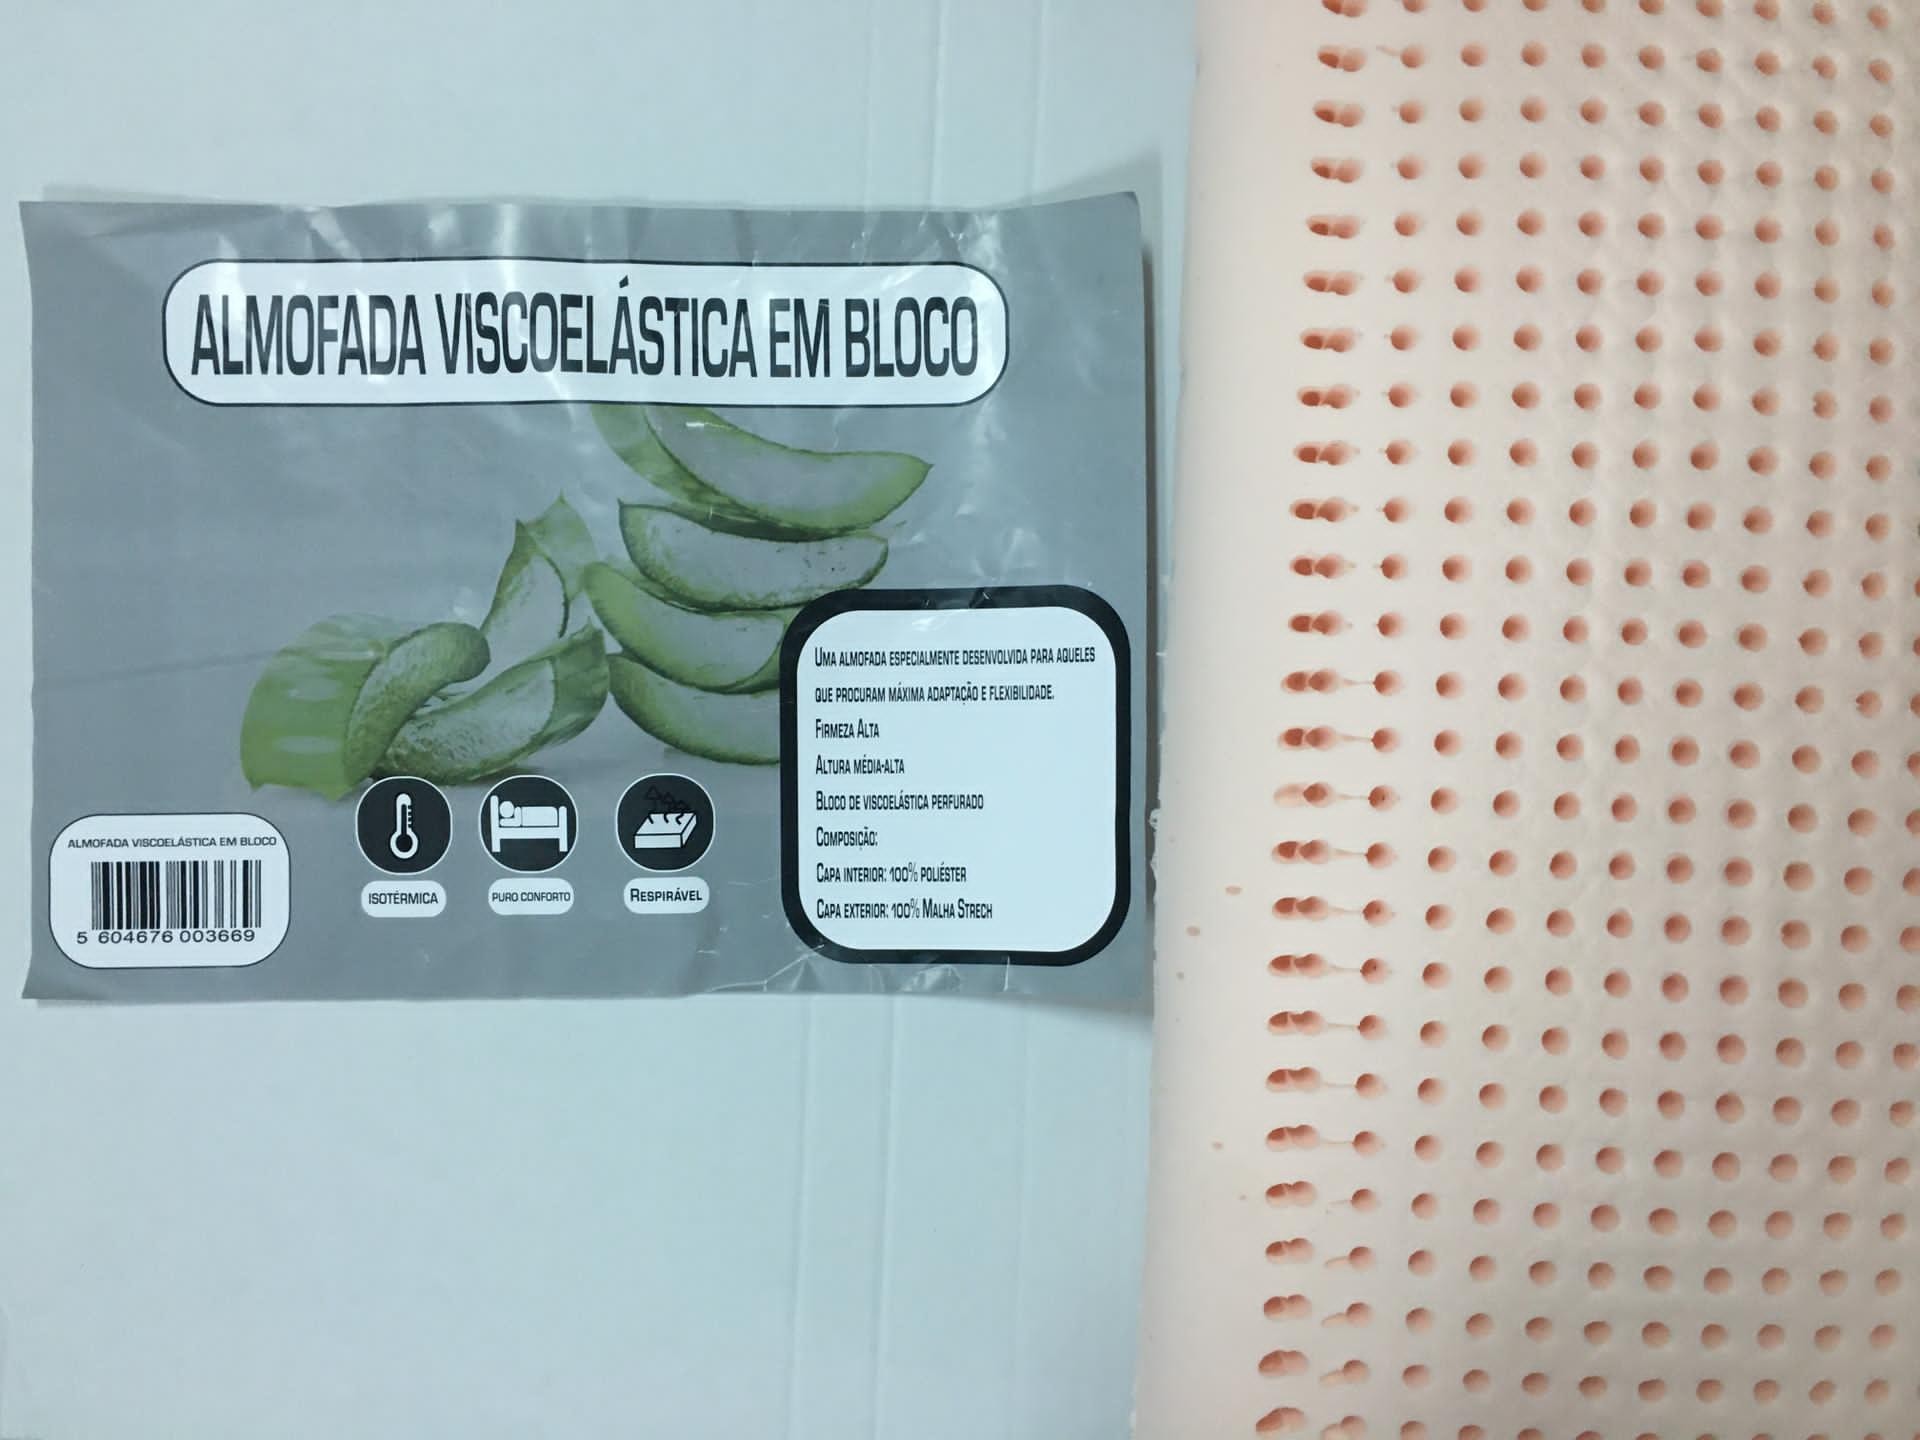 ALMOFADA VISCOELÁSTICA EM BLOCO
UMA ALMOFADA ESPECIALMENTE DESENVOLVIDA PARA AQUELES
QUE PROCURAM MÁXIMA ADAPTAÇÃO E FLEXIBILIDADE.
FIRMEZA ALTA
ALTURA MÉDIA-ALTA
BLOCO DE VISCOELÁSTICA PERFURADO
COMPOSIÇÃO:
CAPA INTERIOR: 100% POLIÉSTER
CAPA EXTERIOR: 100% MALHA STRECH
ALMOFADA VISCOELÁSTICA EM BLOCO
5 604676 003669
ISOTÉRMICA
PURO CONFORTO
RESPIRÁVEL